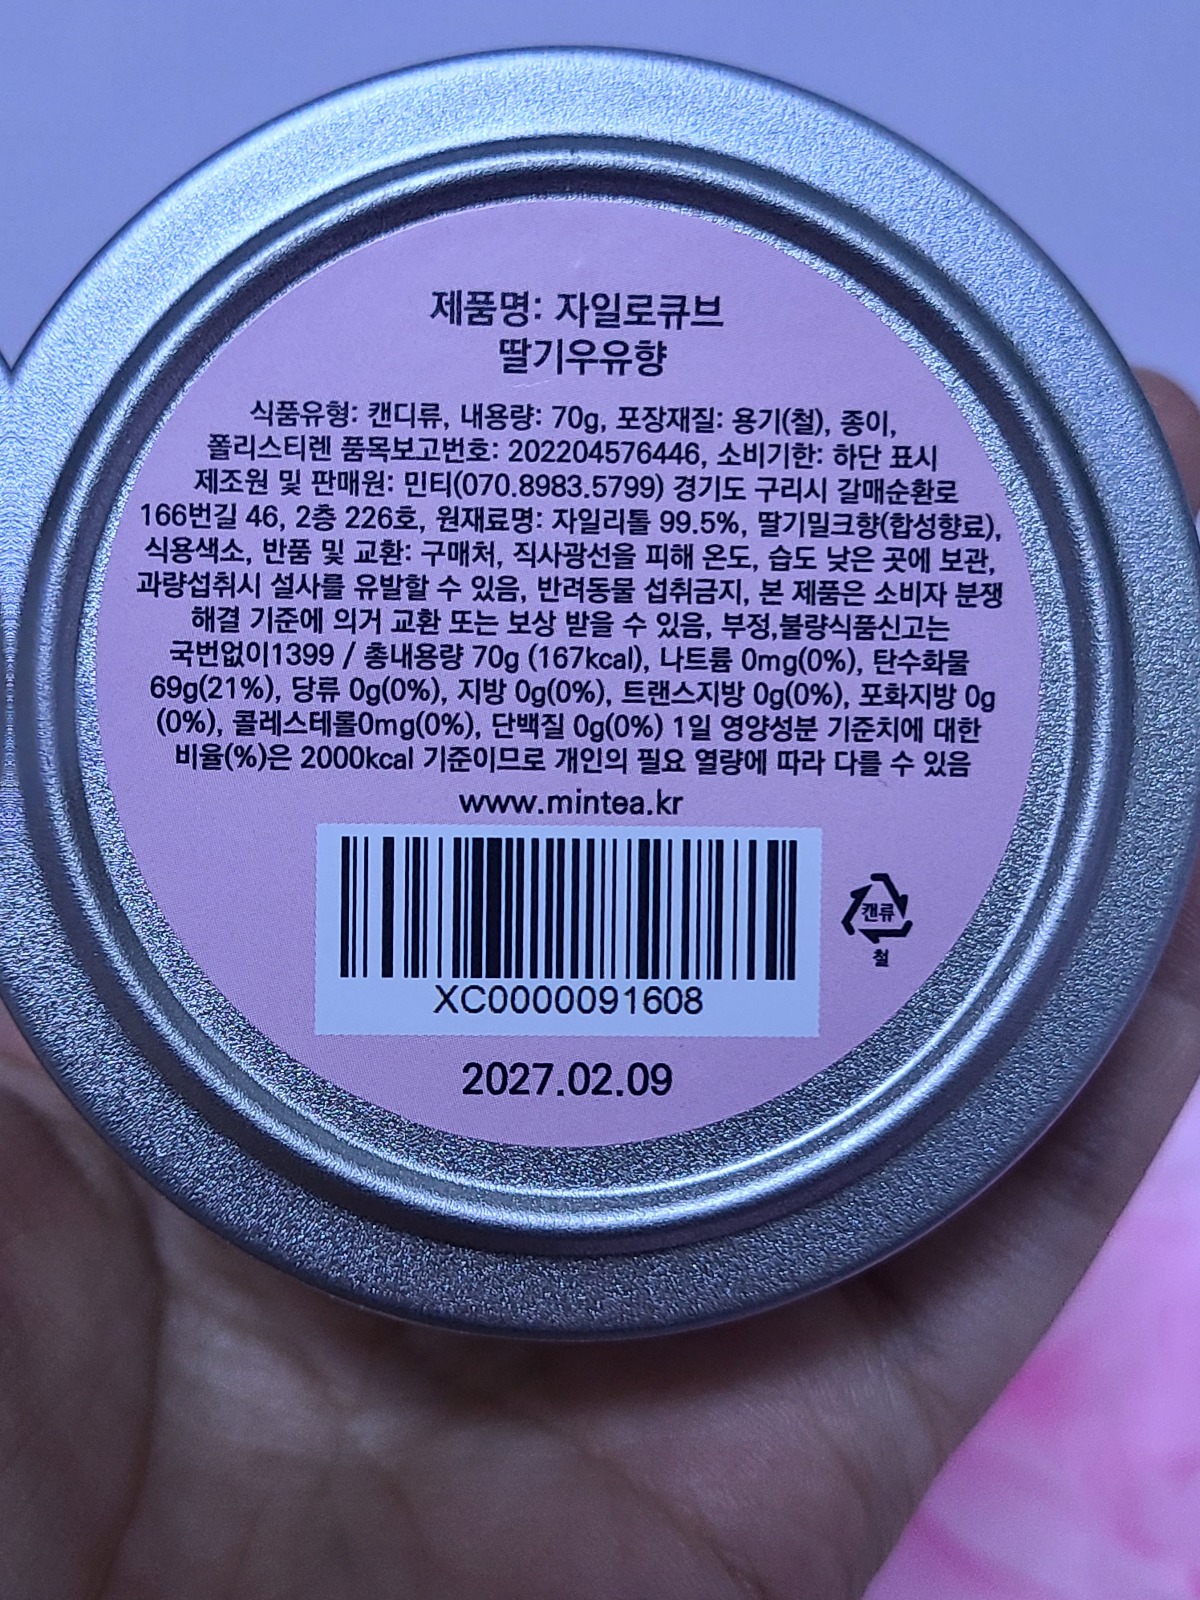 제품명: 자일로큐브
딸기우유향
식품유형: 캔디류, 내용량: 70g, 포장재질: 용기(철), 종이,
폴리스티렌 품목보고번호: 202204576446, 소비기한: 하단 표시
제조원 및 판매원: 민티(070.8983.5799) 경기도 구리시 갈매순환로
166번길 46, 2층 226호, 원재료명: 자일리톨 99.5%, 딸기밀크향(합성향료),
식용색소, 반품 및 교환: 구매처, 직사광선을 피해 온도, 습도 낮은 곳에 보관,
과량섭취시 설사를 유발할 수 있음, 반려동물 섭취금지, 본 제품은 소비자 분쟁
해결 기준에 의거 교환 또는 보상 받을 수 있음, 부정,불량식품신고는
국번없이1399 / 총내용량 70g (167kcal), 나트륨 0mg(0%), 탄수화물
69g(21%), 당류 0g(0%), 지방 0g(0%), 트랜스지방 0g(0%), 포화지방 0g
(0%), 콜레스테롤0mg(0%), 단백질 0g(0%) 1일 영양성분 기준치에 대한
비율(%)은 2000kcal 기준이므로 개인의 필요 열량에 따라 다를 수 있음
www.mintea.kr
캔류
철
XC0000091608
2027.02.09